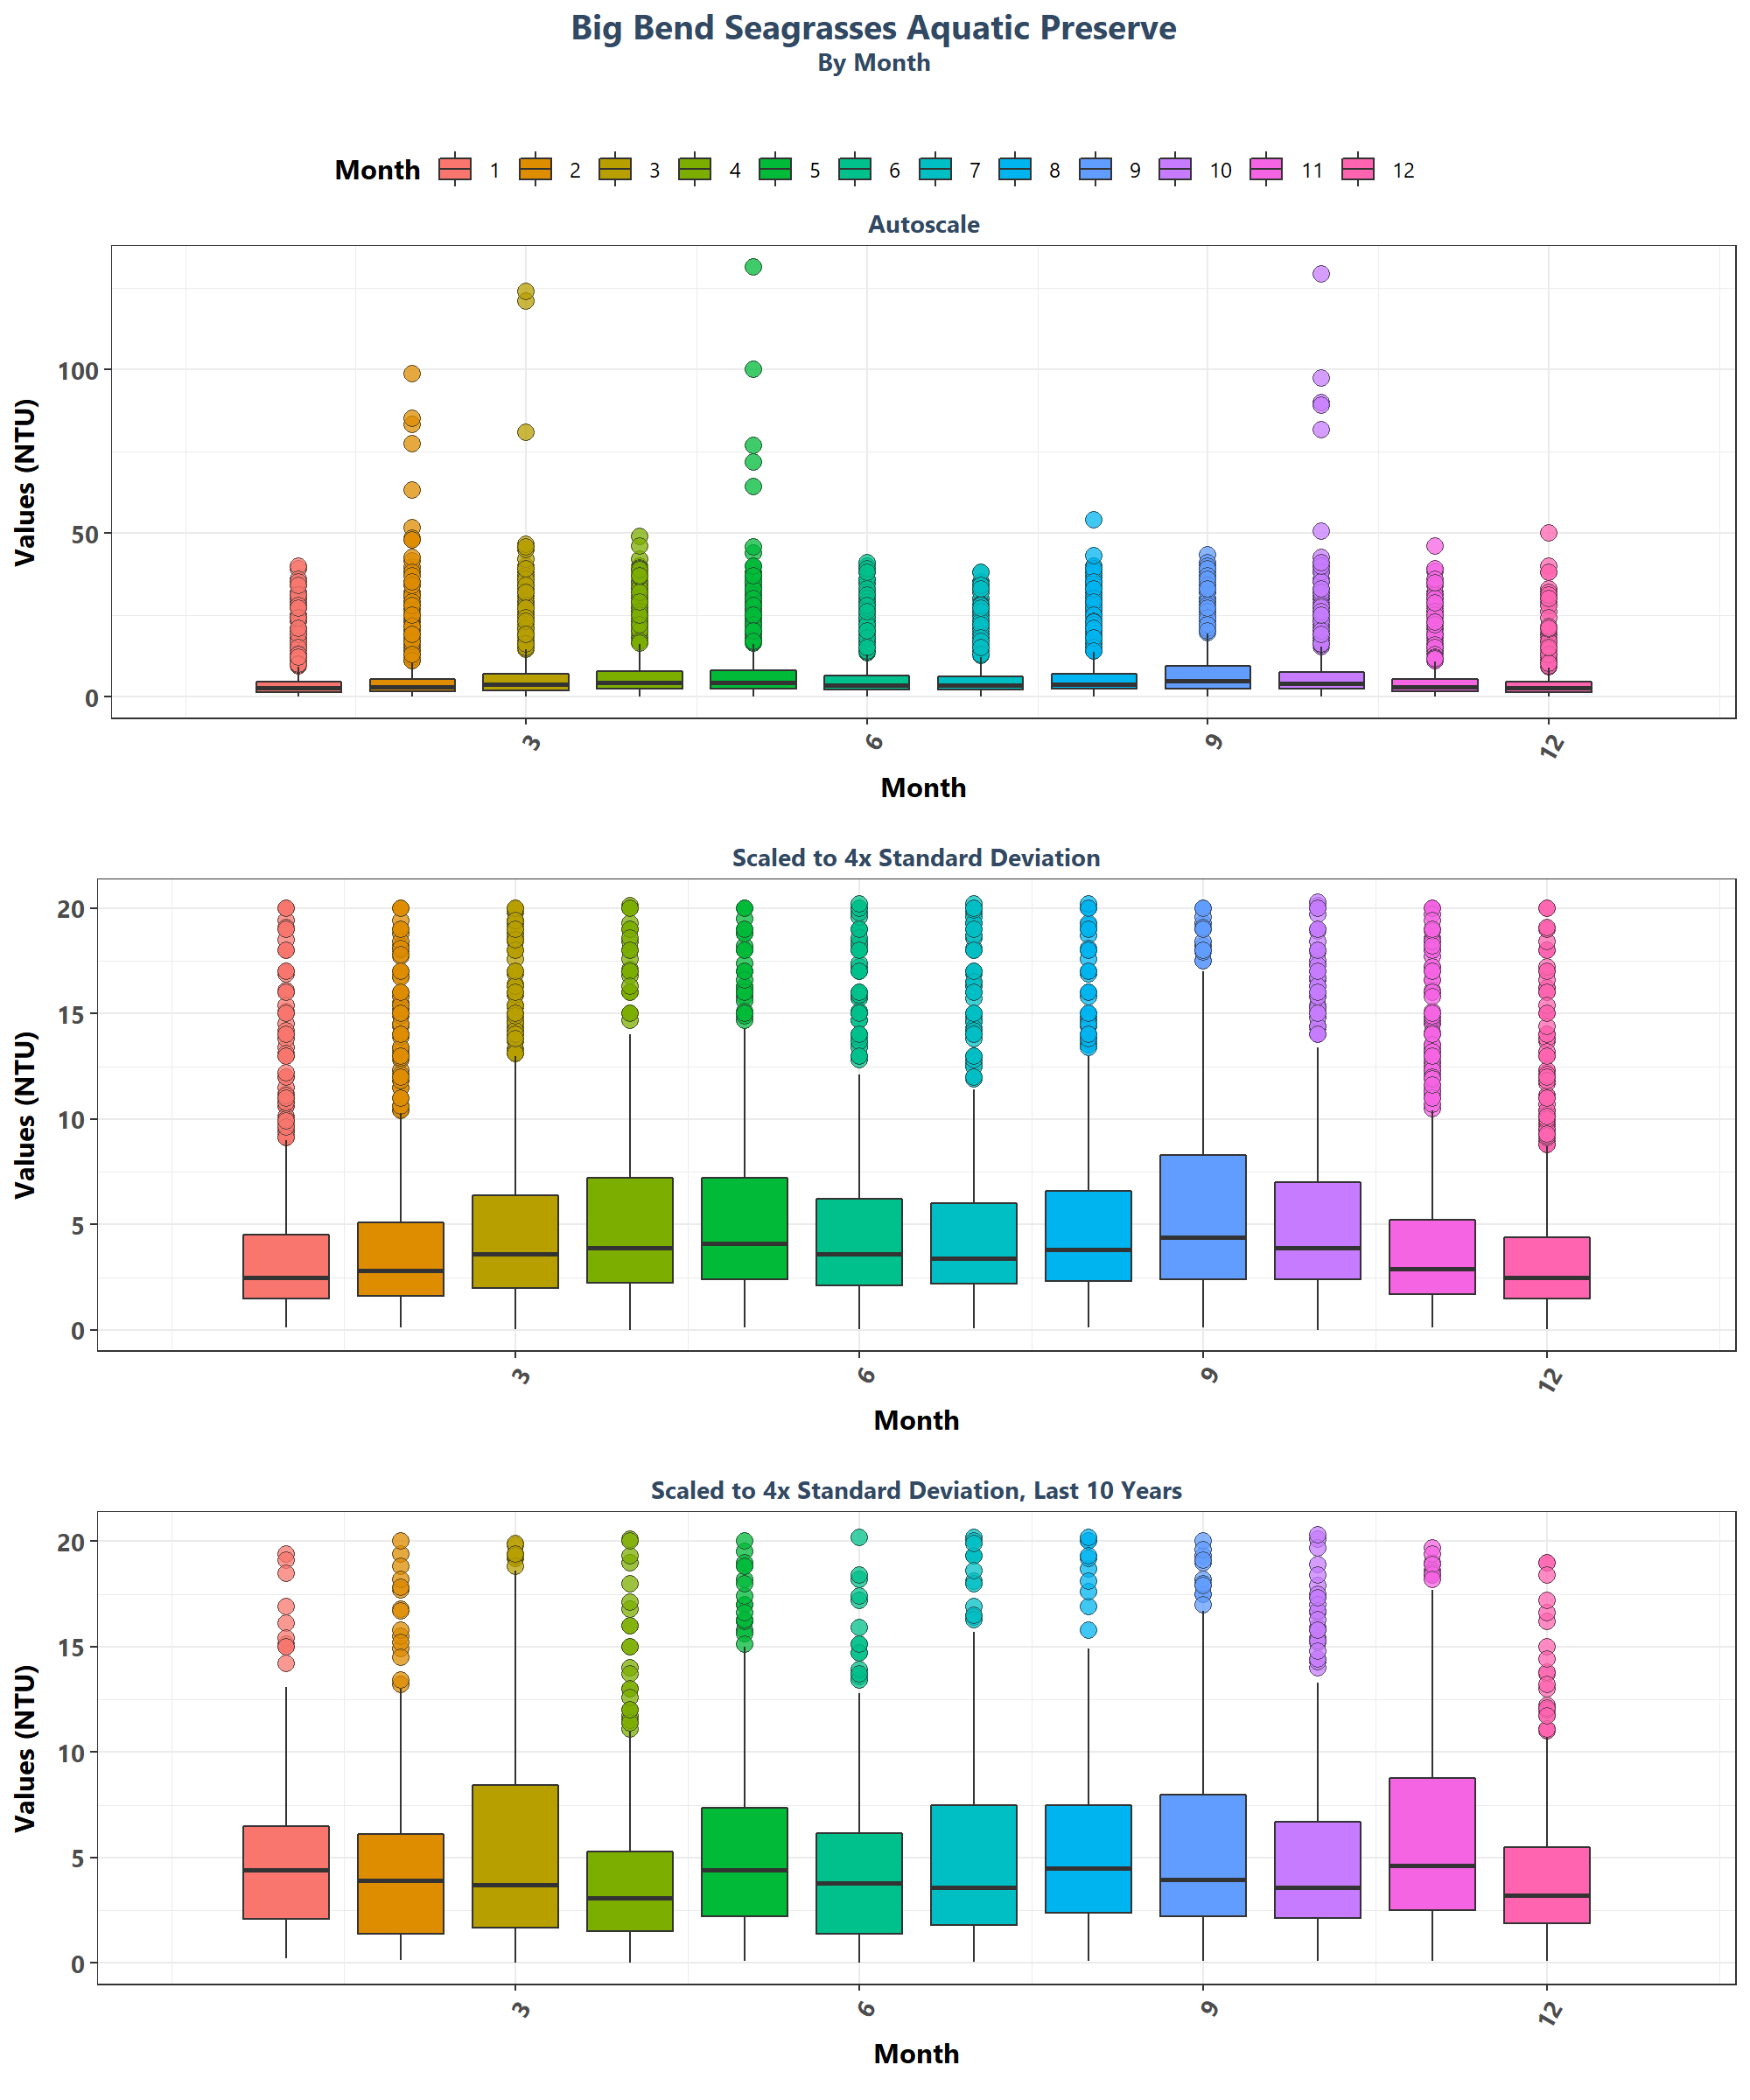 Big Bend Seagrasses Aquatic Preserve
By Month
Month 1 2 3 4 5 6 7 8 9 10 11 12
Autoscale
Values (NTU)
100
50
0
3 6 9 12
Month
Scaled to 4x Standard Deviation
Values (NTU)
20
15
10
5
0
3 6 9 12
Month
Scaled to 4x Standard Deviation, Last 10 Years
Values (NTU)
20
15
10
5
0
3 6 9 12
Month